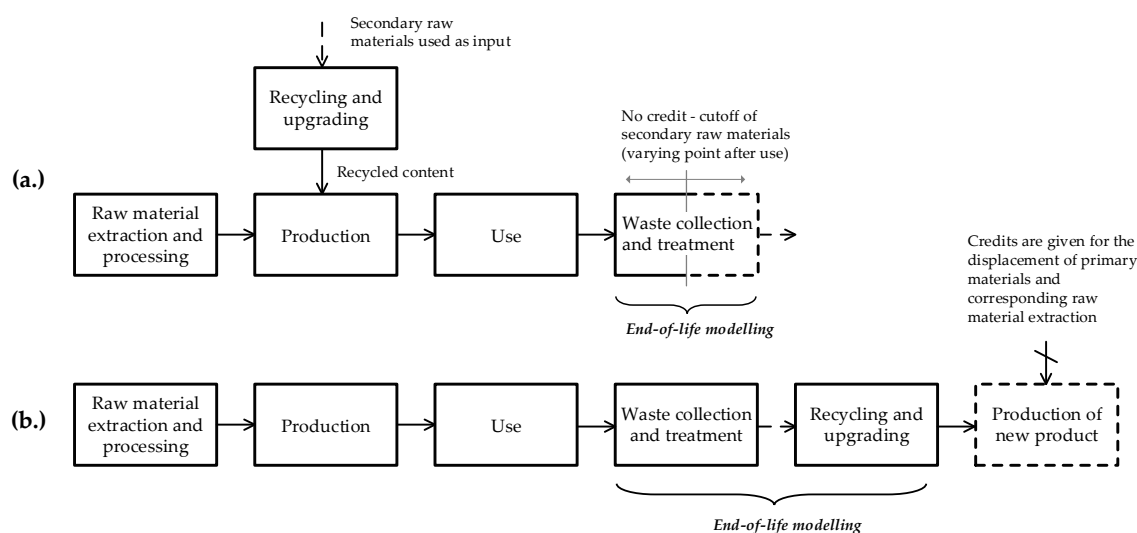 Secondary raw
materials used as input
Recycling and
upgrading
No credit - cutoff of
secondary raw materials
(varying point after use)
(a.)
Recycled content
Raw material
extraction and
processing
Production
Use
Waste collection
and treatment
End-of-life modelling
Credits are given for the
displacement of primary
materials and
corresponding raw
material extraction
(b.)
Raw material
extraction and
processing
Production
Use
Waste collection
and treatment
Recycling and
upgrading
Production of
new product
End-of-life modelling